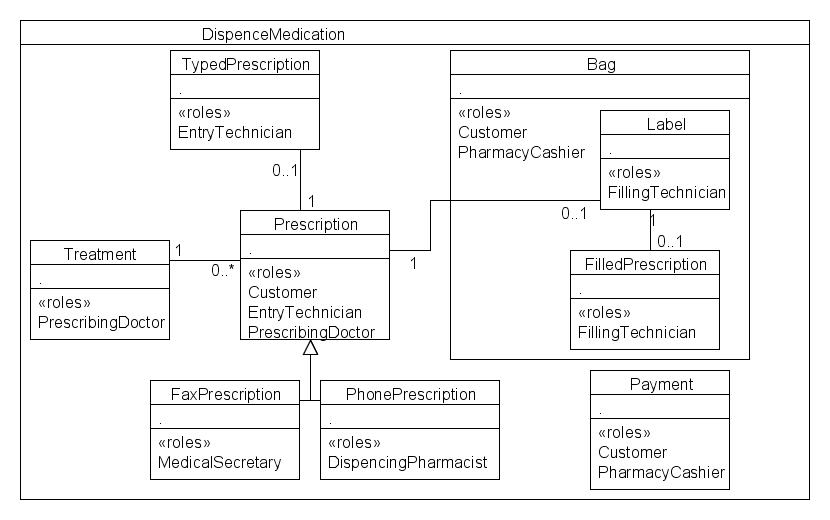 DispenceMedication
TypedPrescription
.
«roles»
EntryTechnician
0..1
1
Bag
.
«roles»
Customer
PharmacyCashier
Label
.
«roles»
FillingTechnician
0..1
1
0..1
FilledPrescription
.
«roles»
FillingTechnician
Prescription
.
«roles»
Customer
EntryTechnician
PrescribingDoctor
1
Treatment
.
«roles»
PrescribingDoctor
1
0..*
FaxPrescription
.
«roles»
MedicalSecretary
PhonePrescription
.
«roles»
DispencingPharmacist
Payment
.
«roles»
Customer
PharmacyCashier